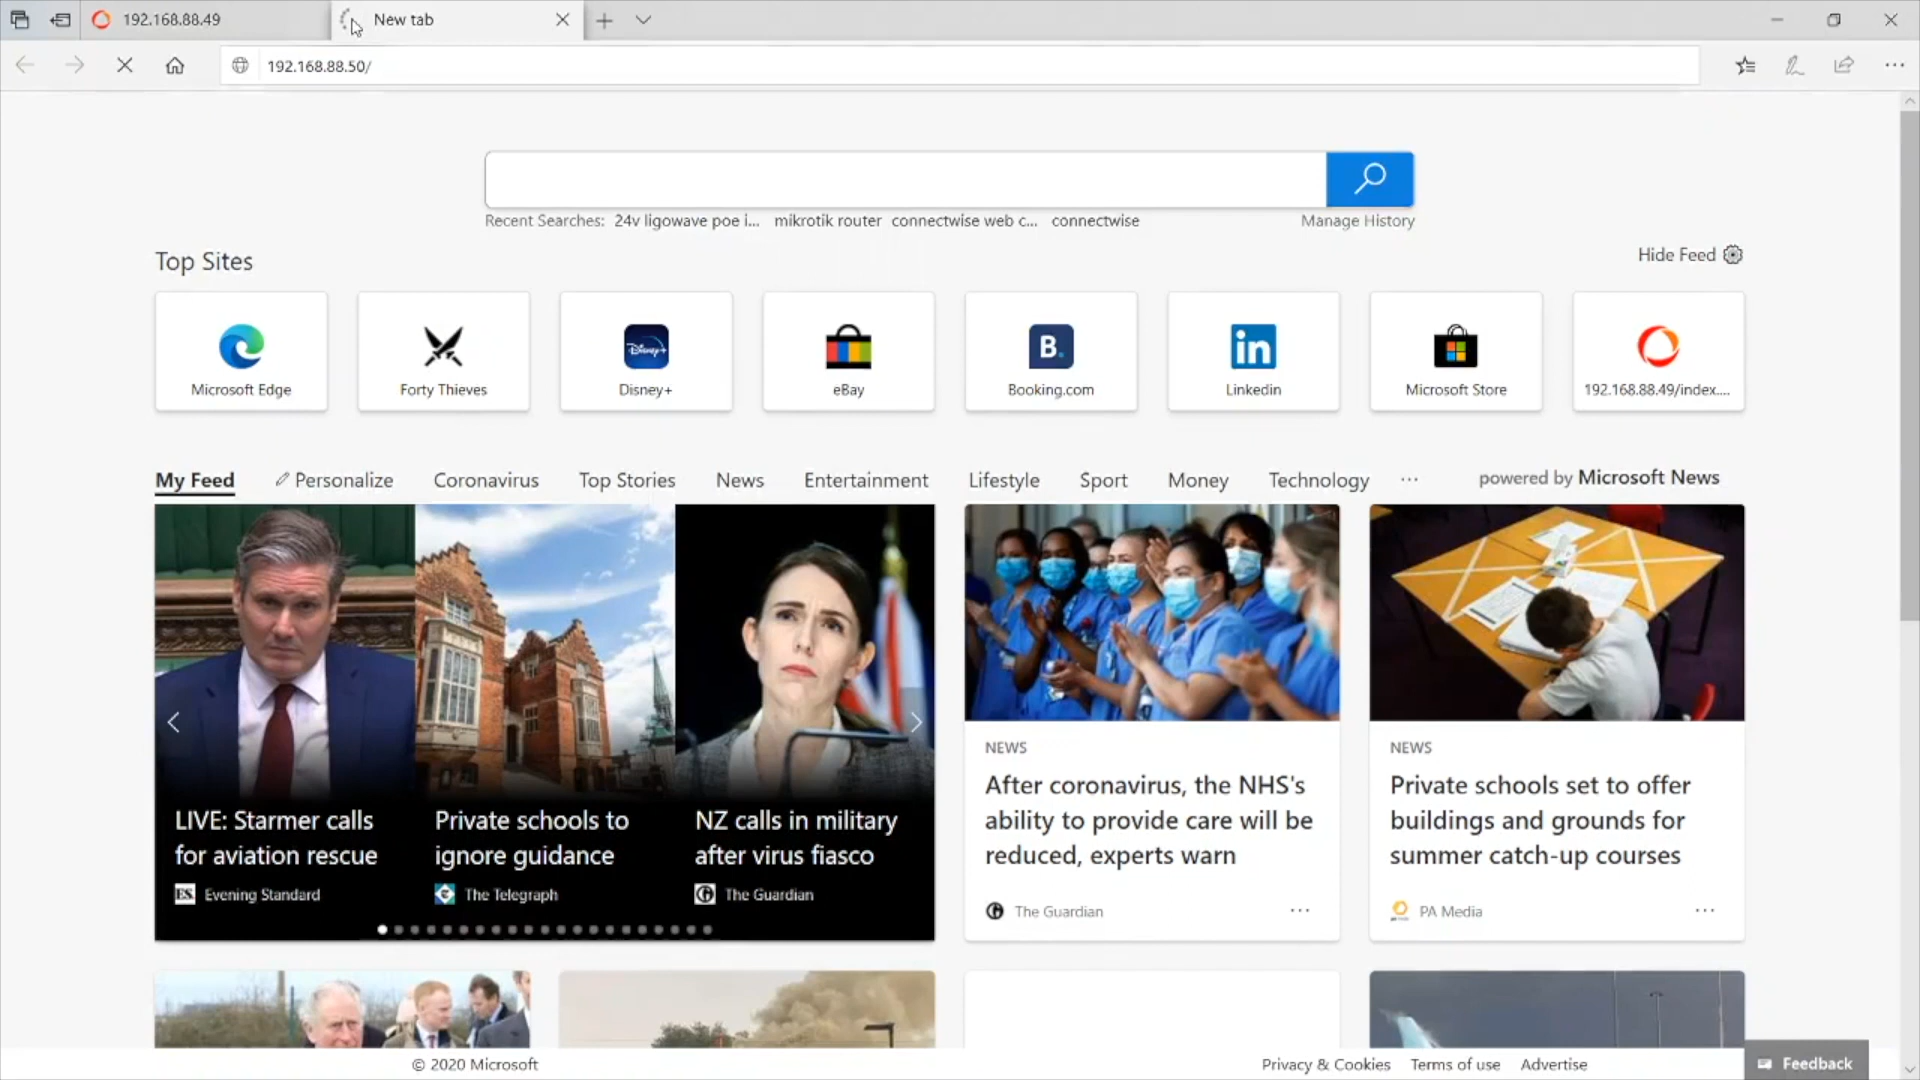 192.168.88.49
New tab
192.168.88.50/
Recent Searches: 24v ligowave poe i... mikrotik router connectwise web c... connectwise Manage History
Top Sites
Hide Feed
Microsoft Edge
Forty Thieves
Disney+
Disney+
eBay
B.
Booking.com
in
Linkedin
Microsoft Store
192.168.88.49/index....
My Feed Personalize Coronavirus Top Stories News Entertainment Lifestyle Sport Money Technology ... powered by Microsoft News
LIVE: Starmer calls
for aviation rescue
ES Evening Standard
Private schools to
ignore guidance
The Telegraph
NZ calls in military
after virus fiasco
The Guardian
NEWS
After coronavirus, the NHS's
ability to provide care will be
reduced, experts warn
The Guardian
NEWS
Private schools set to offer
buildings and grounds for
summer catch-up courses
PA Media
© 2020 Microsoft
Privacy & Cookies Terms of use Advertise
Feedback